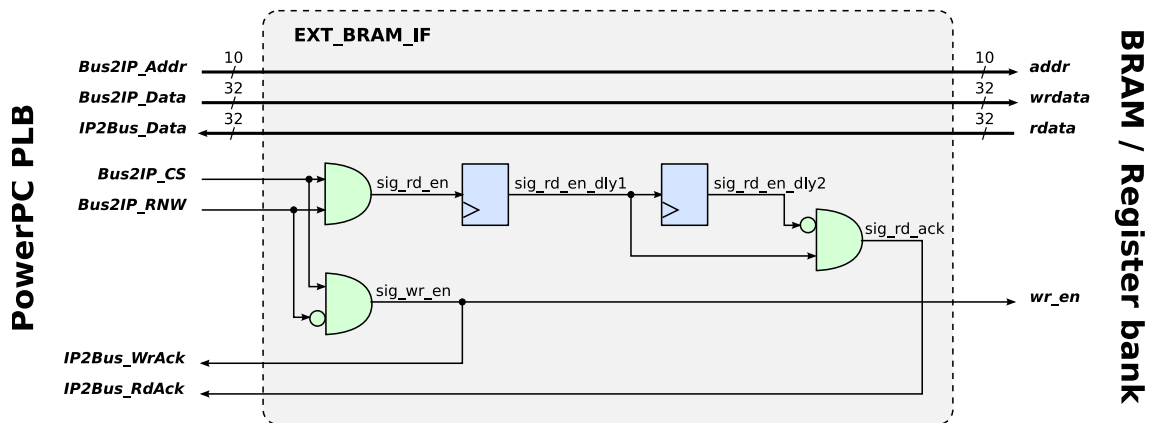 EXT_BRAM_IF
Bus2IP_Addr 10 10 addr
Bus2IP_Data 32 32 wrdata
IP2Bus_Data 32 32 rdata
Bus2IP_CS
sig_rd_en sig_rd_en_dly1 sig_rd_en_dly2
Bus2IP_RNW
sig_rd_ack
sig_wr_en
wr_en
IP2Bus_WrAck
IP2Bus_RdAck
PowerPC PLB
BRAM / Register bank